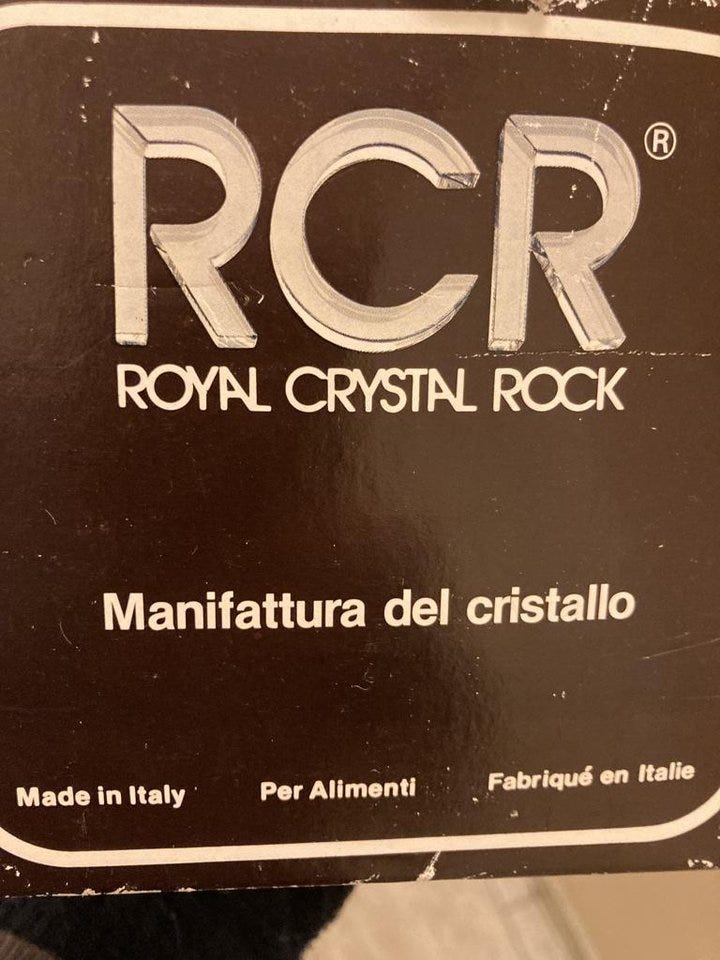 RCR®
ROYAL CRYSTAL ROCK
Manifattura del cristallo
Made in Italy Per Alimenti Fabriqué en Italie